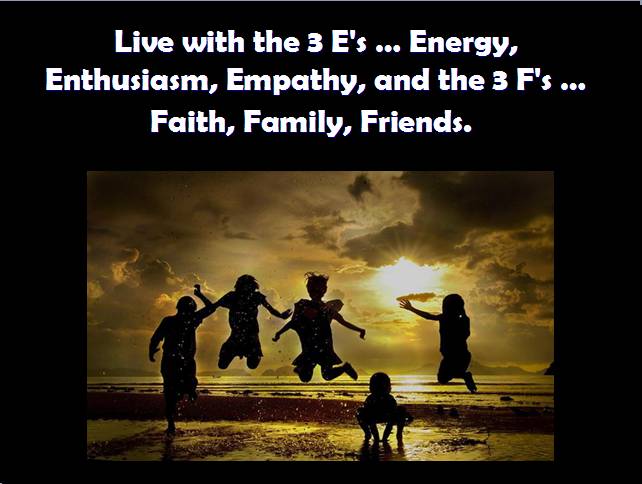 Live with the 3 E's ... Energy,
Enthusiasm, Empathy, and the 3 F's ...
Faith, Family, Friends.